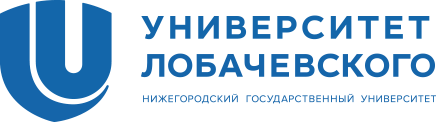 УНИВЕРСИТЕТ
ЛОБАЧЕВСКОГО
НИЖЕГОРОДСКИЙ ГОСУДАРСТВЕННЫЙ УНИВЕРСИТЕТ